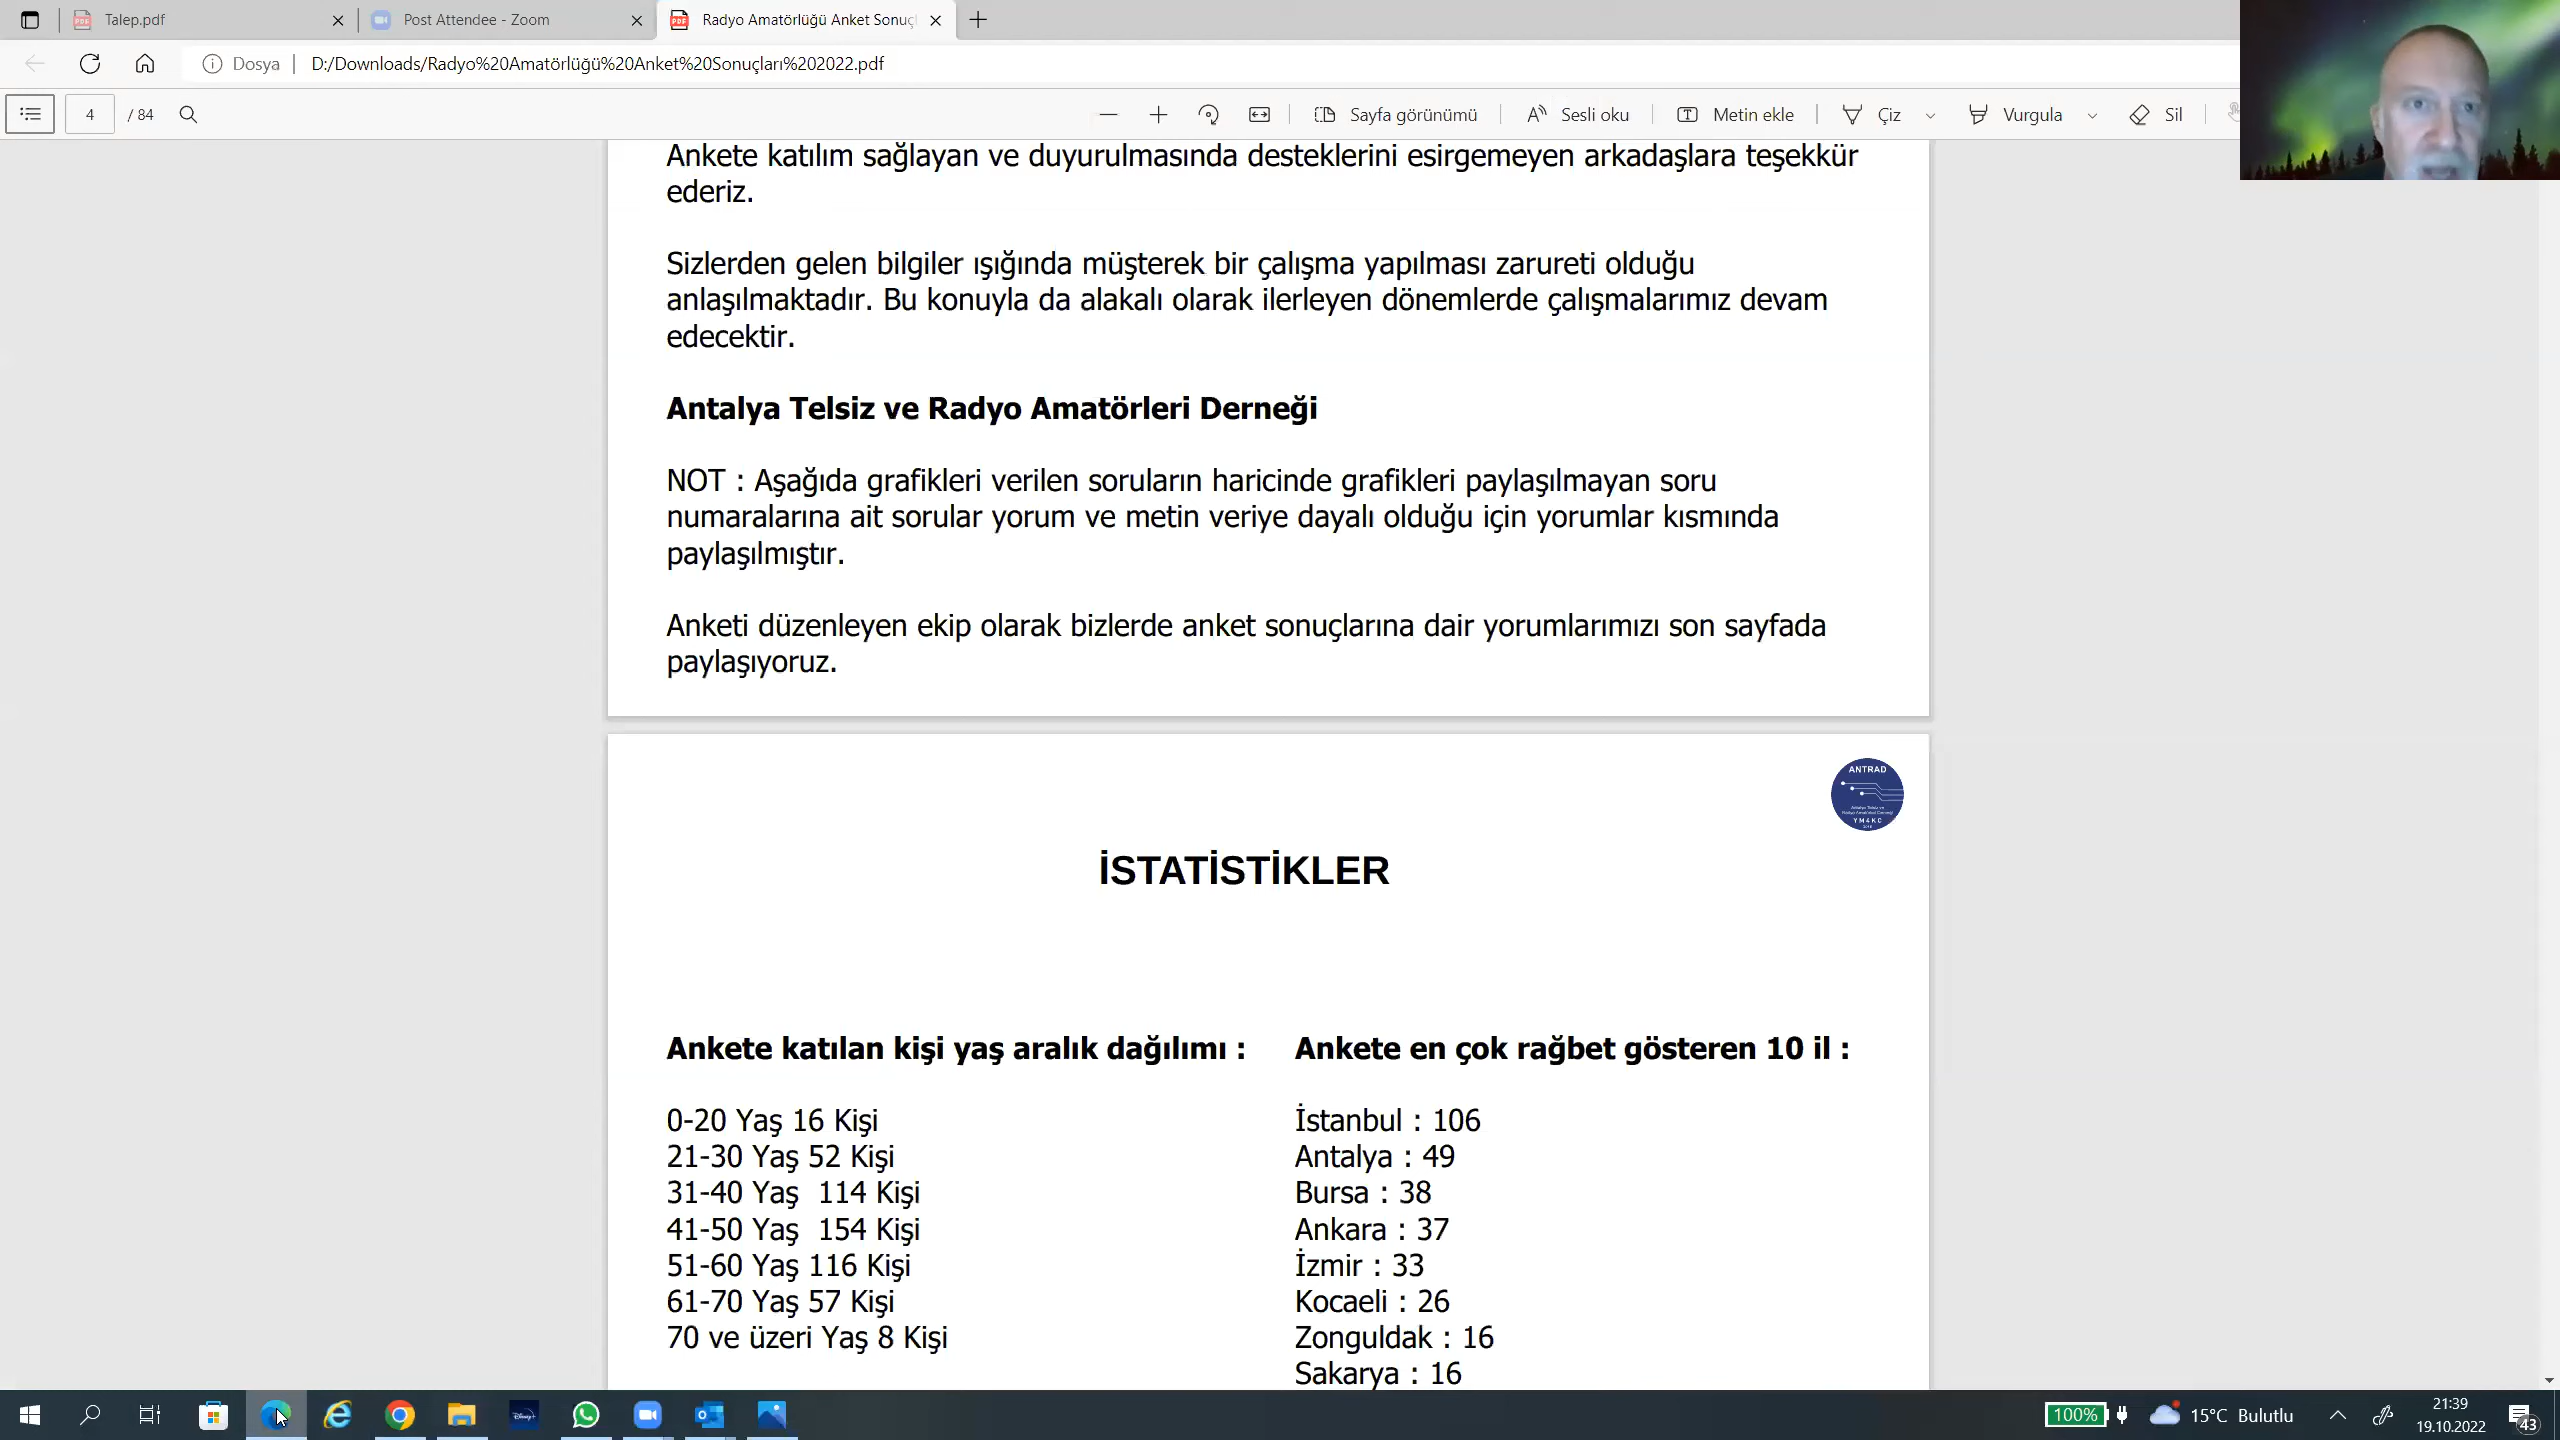 Talep.pdf
Post Attendee - Zoom
Radyo Amatörlüğü Anket Sonuç
Dosya
D:/Downloads/Radyo%20Amatörlüğü%20Anket%20Sonuçları%202022.pdf
4 / 84
Sayfa görünümü
Sesli oku
Metin ekle
Çiz
Vurgula
Sil
Ankete katılım sağlayan ve duyurulmasında desteklerini esirgemeyen arkadaşlara teşekkür
ederiz.
Sizlerden gelen bilgiler ışığında müşterek bir çalışma yapılması zarureti olduğu
anlaşılmaktadır. Bu konuyla da alakalı olarak ilerleyen dönemlerde çalışmalarımız devam
edecektir.
Antalya Telsiz ve Radyo Amatörleri Derneği
NOT : Aşağıda grafikleri verilen soruların haricinde grafikleri paylaşılmayan soru
numaralarına ait sorular yorum ve metin veriye dayalı olduğu için yorumlar kısmında
paylaşılmıştır.
Anketi düzenleyen ekip olarak bizlerde anket sonuçlarına dair yorumlarımızı son sayfada
paylaşıyoruz.
ANTRAD
Antalya Telsiz ve
Radyo Amatörleri Derneği
YM4KC
İSTATİSTİKLER
Ankete katılan kişi yaş aralık dağılımı :
0-20 Yaş 16 Kişi
21-30 Yaş 52 Kişi
31-40 Yaş  114 Kişi
41-50 Yaş  154 Kişi
51-60 Yaş 116 Kişi
61-70 Yaş 57 Kişi
70 ve üzeri Yaş 8 Kişi
Ankete en çok rağbet gösteren 10 il :
İstanbul : 106
Antalya : 49
Bursa : 38
Ankara : 37
İzmir : 33
Kocaeli : 26
Zonguldak : 16
Sakarya : 16
100%
15°C Bulutlu
21:39
19.10.2022
43